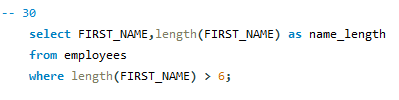 -- 30
select FIRST_NAME,length(FIRST_NAME) as name_length
from employees
where length(FIRST_NAME) > 6;